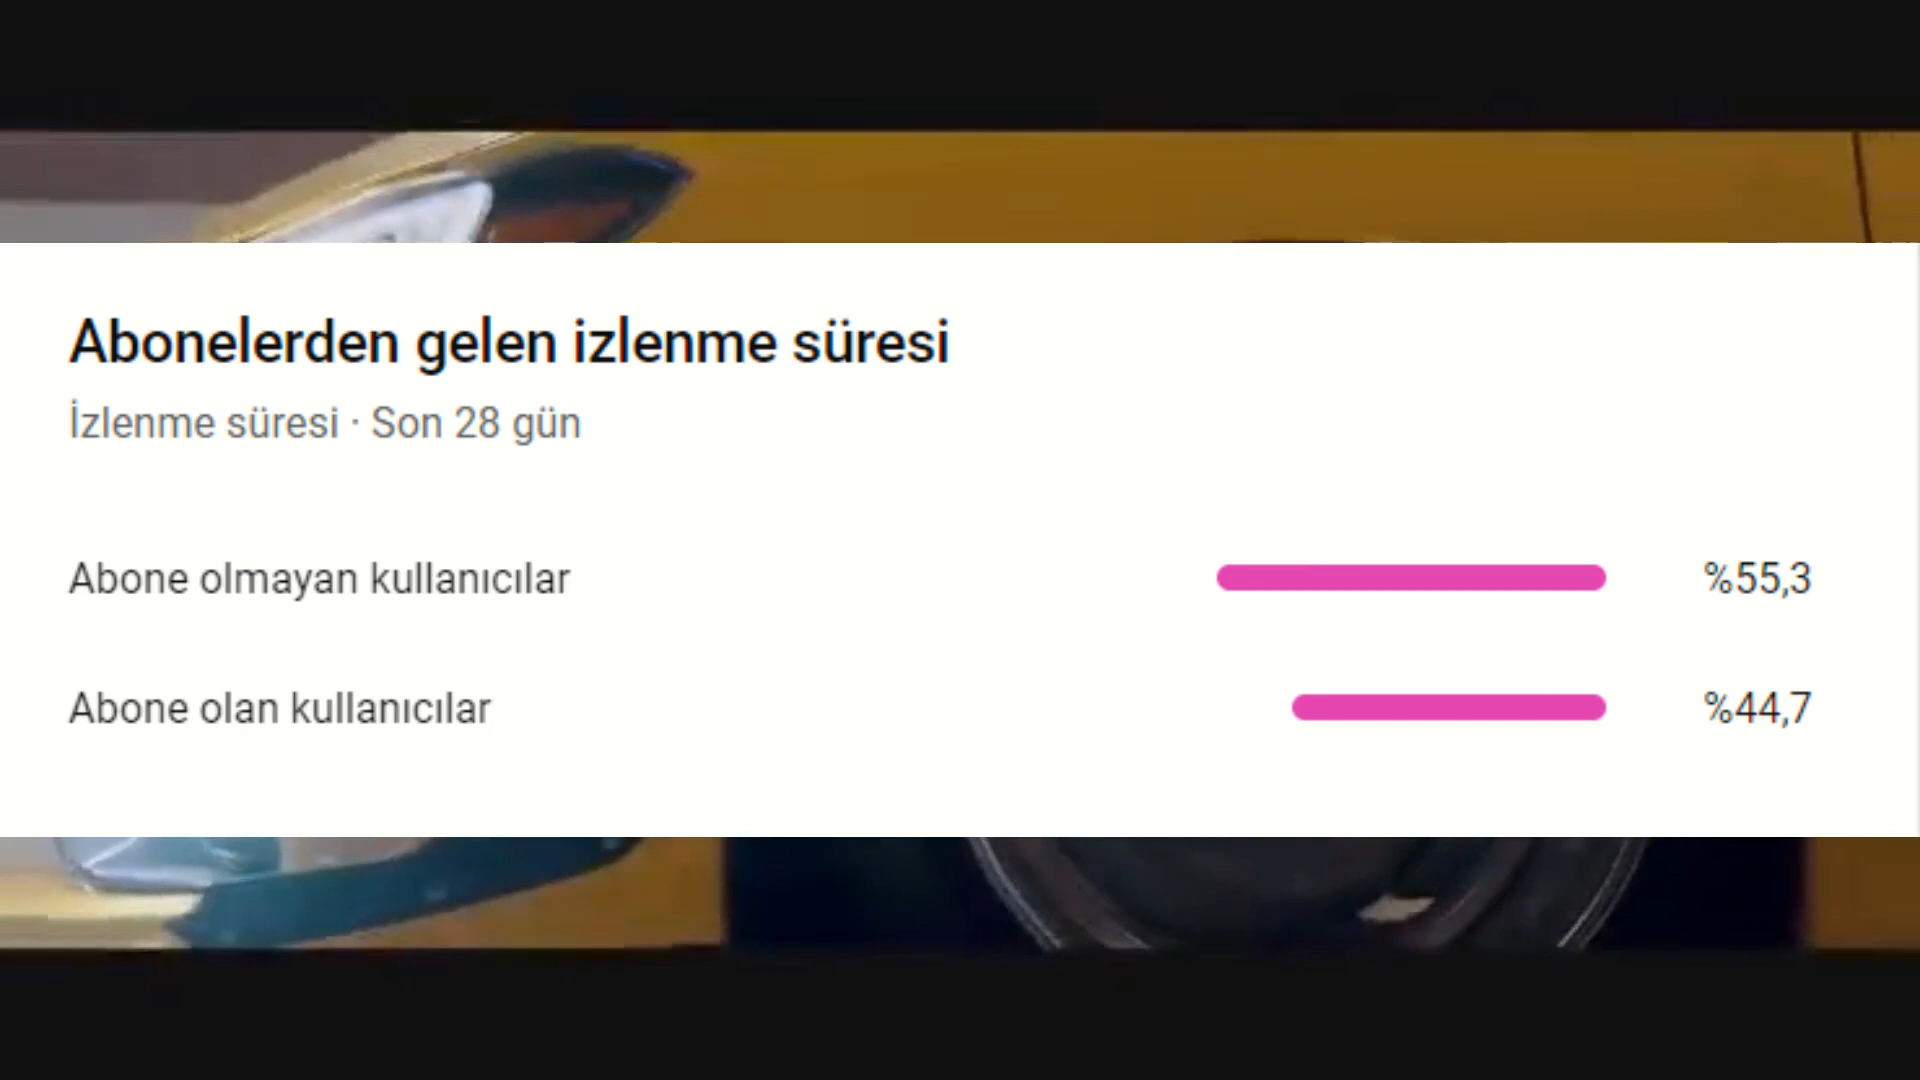 Abonelerden gelen izlenme süresi
İzlenme süresi · Son 28 gün
Abone olmayan kullanıcılar %55,3
Abone olan kullanıcılar %44,7